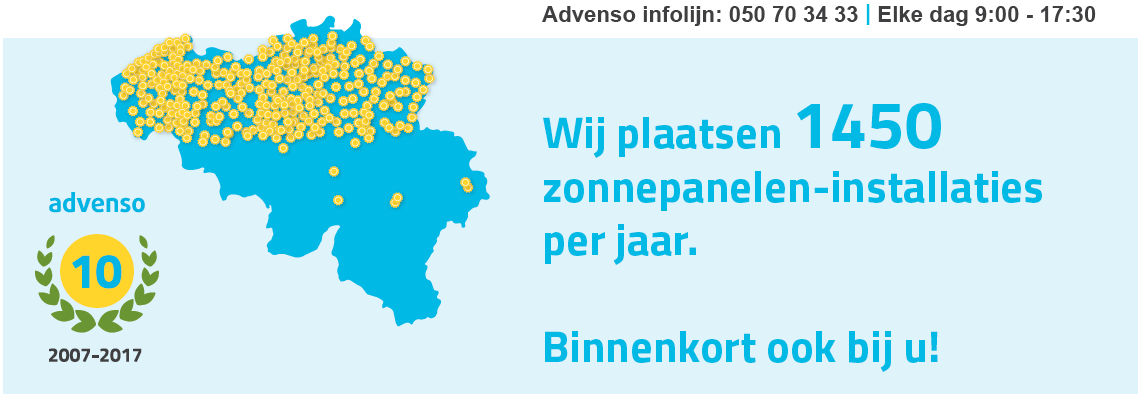 Advenso infolijn: 050 70 34 33 | Elke dag 9:00 - 17:30
Wij plaatsen 1450
zonnepanelen-installaties
per jaar.
Binnenkort ook bij u!
advenso
10
2007-2017